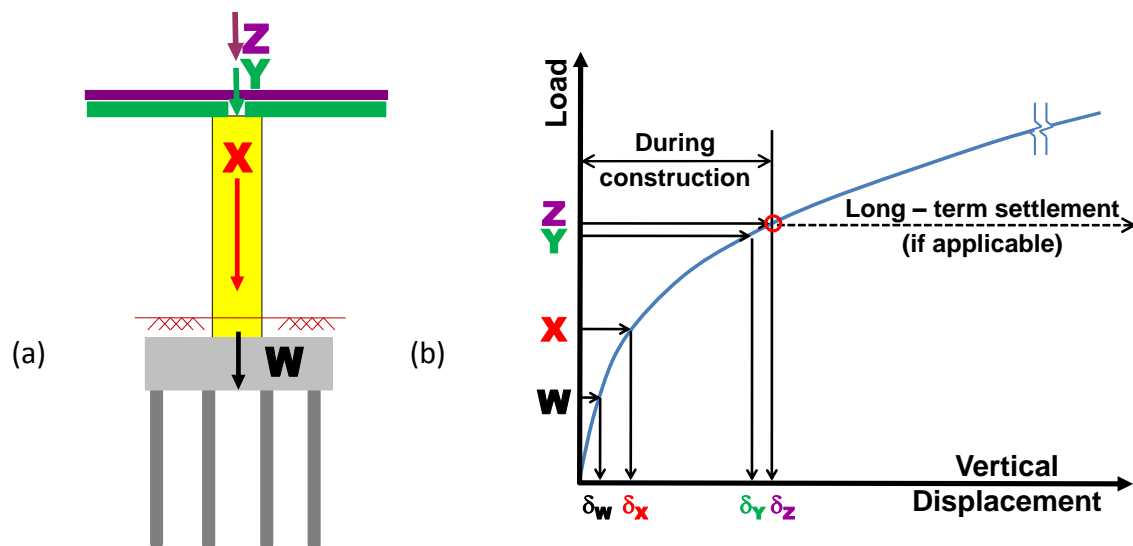 Z
Y
X
W
(a)
(b)
Load
During
construction
Z
Y
X
W
Long – term settlement
(if applicable)
Vertical
Displacement
δW δX δY δZ